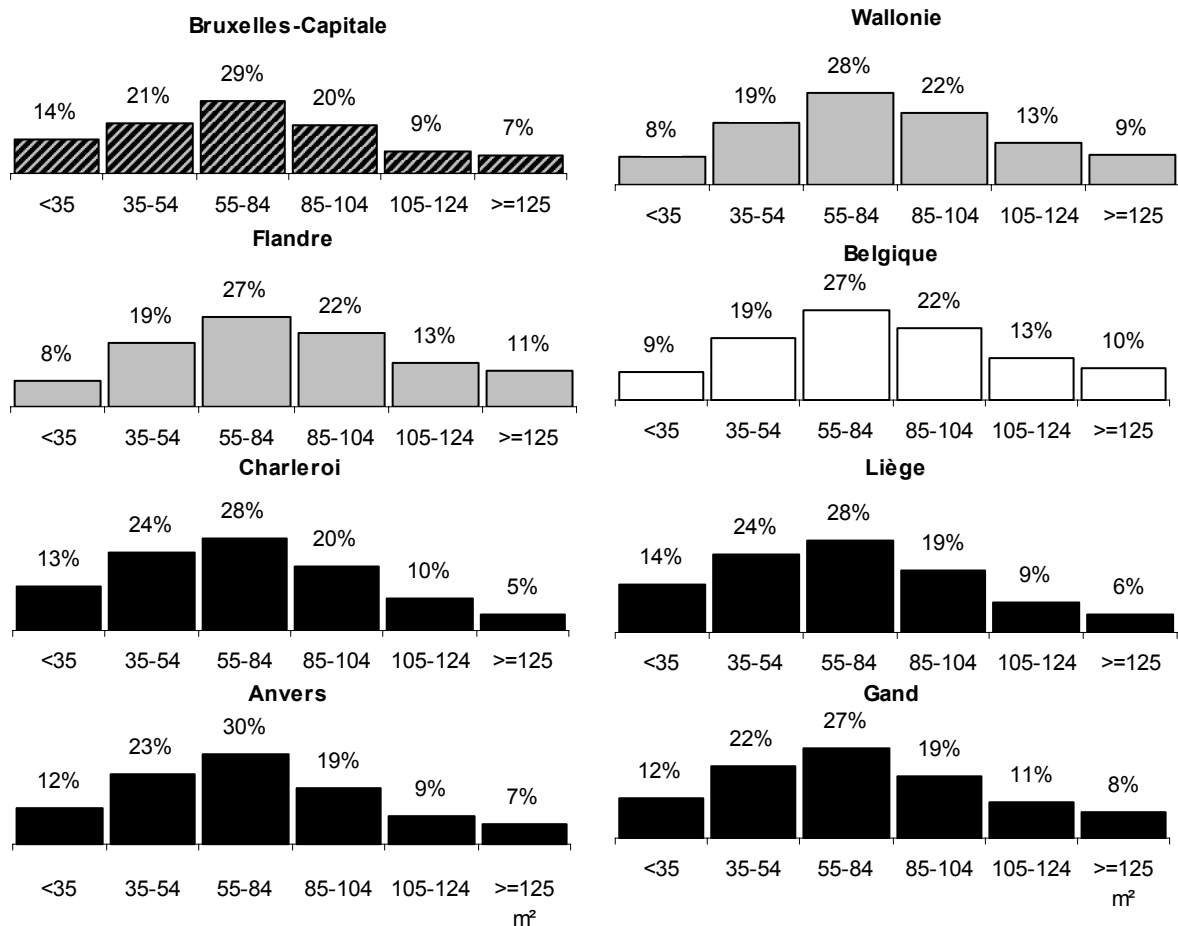 Bruxelles-Capitale
14% 21% 29% 20% 9% 7%
<35 35-54 55-84 85-104 105-124 >=125
Wallonie
8% 19% 28% 22% 13% 9%
<35 35-54 55-84 85-104 105-124 >=125
Flandre
8% 19% 27% 22% 13% 11%
<35 35-54 55-84 85-104 105-124 >=125
Belgique
9% 19% 27% 22% 13% 10%
<35 35-54 55-84 85-104 105-124 >=125
Charleroi
13% 24% 28% 20% 10% 5%
<35 35-54 55-84 85-104 105-124 >=125
Liège
14% 24% 28% 19% 9% 6%
<35 35-54 55-84 85-104 105-124 >=125
Anvers
12% 23% 30% 19% 9% 7%
<35 35-54 55-84 85-104 105-124 >=125
m²
Gand
12% 22% 27% 19% 11% 8%
<35 35-54 55-84 85-104 105-124 >=125
m²